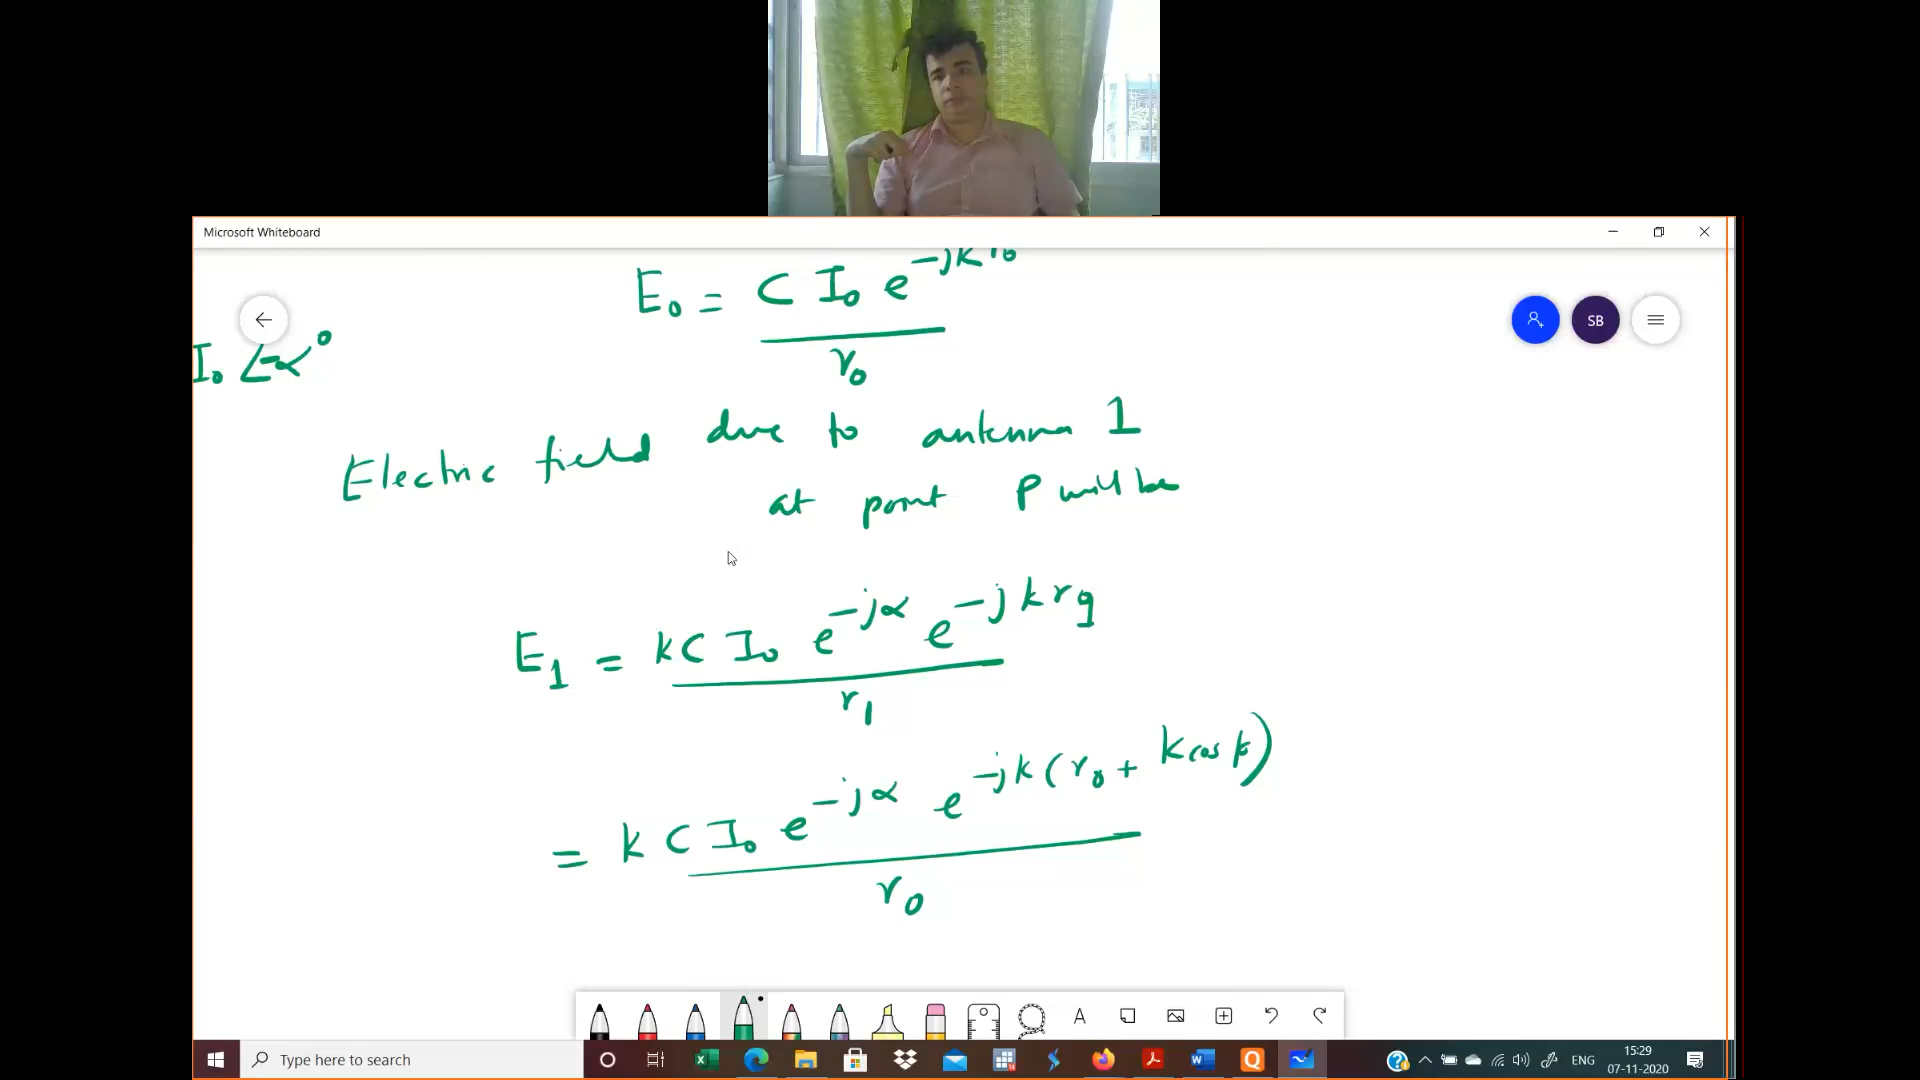 Microsoft Whiteboard
E₀ = C I₀ e^{-jkr₀}
r₀
SB
I₀ ∠-α°
Electric field due to antenna 1
at point P will be
E₁ = kC I₀ e^{-jα} e^{-jkr₁}
r₁
= k C I₀ e^{-jα} e^{-jk(r₀ +
r₀
A
Type here to search
ENG
15:29
07-11-2020